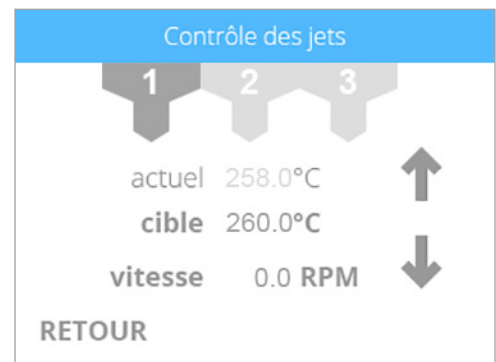 Contrôle des jets
1 2 3
actuel 258.0°C
cible 260.0°C
vitesse 0.0 RPM
RETOUR